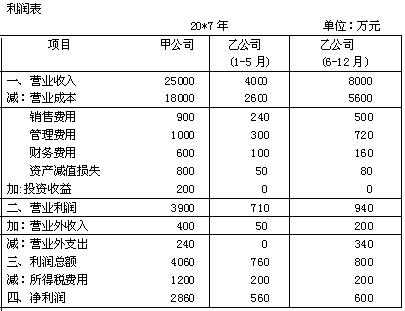 利润表
20*7 年 单位：万元
项目 甲公司 乙公司 (1-5 月) 乙公司 (6-12 月)
一、营业收入 25000 4000 8000
减：营业成本 18000 2600 5600
销售费用 900 240 500
管理费用 1000 300 720
财务费用 600 100 160
资产减值损失 800 50 80
加:投资收益 200 0 0
二、营业利润 3900 710 940
加：营业外收入 400 50 200
减：营业外支出 240 0 340
三、利润总额 4060 760 800
减：所得税费用 1200 200 200
四、净利润 2860 560 600